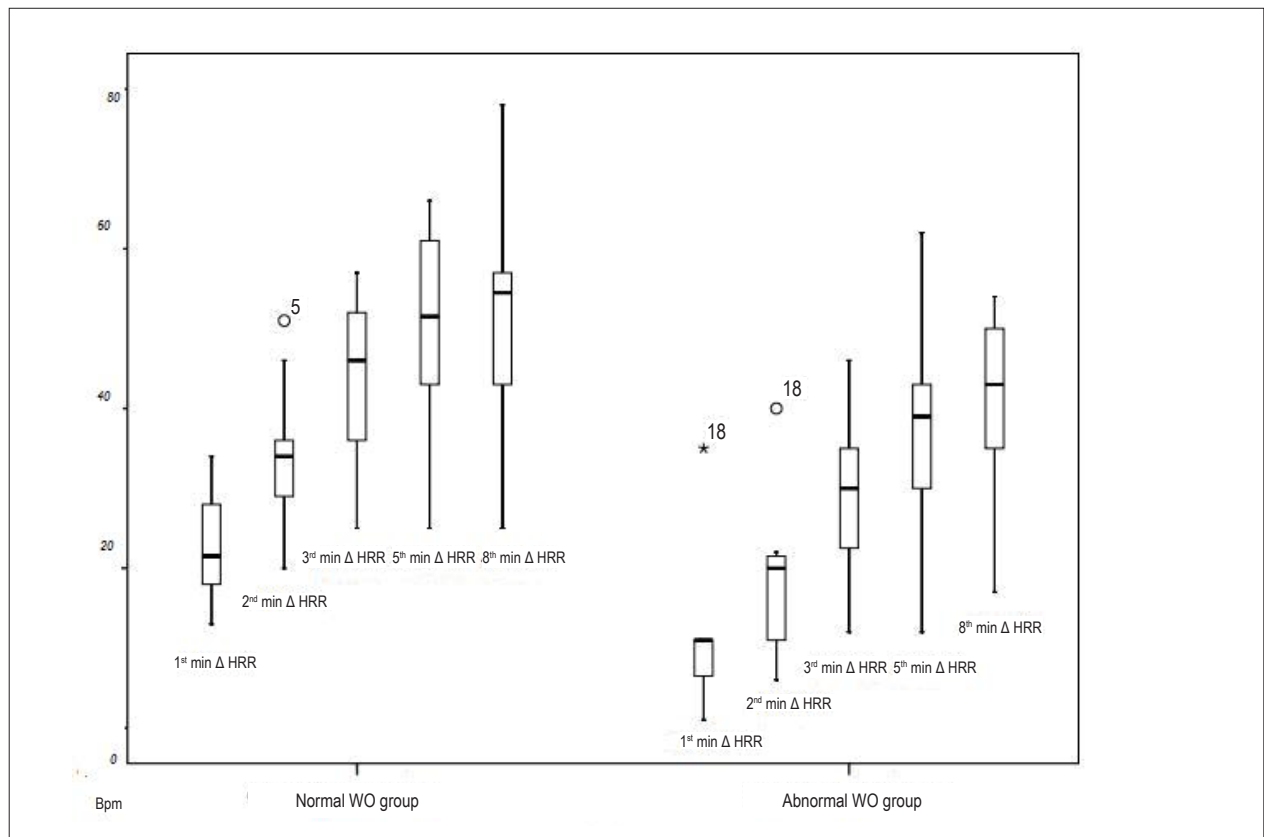 80
60
5
40
18
18
20
3rd min Δ HRR 5th min Δ HRR 8th min Δ HRR
2nd min Δ HRR
8th min Δ HRR
1st min Δ HRR
3rd min Δ HRR 5th min Δ HRR
2nd min Δ HRR
1st min Δ HRR
0
Bpm
Normal WO group
Abnormal WO group